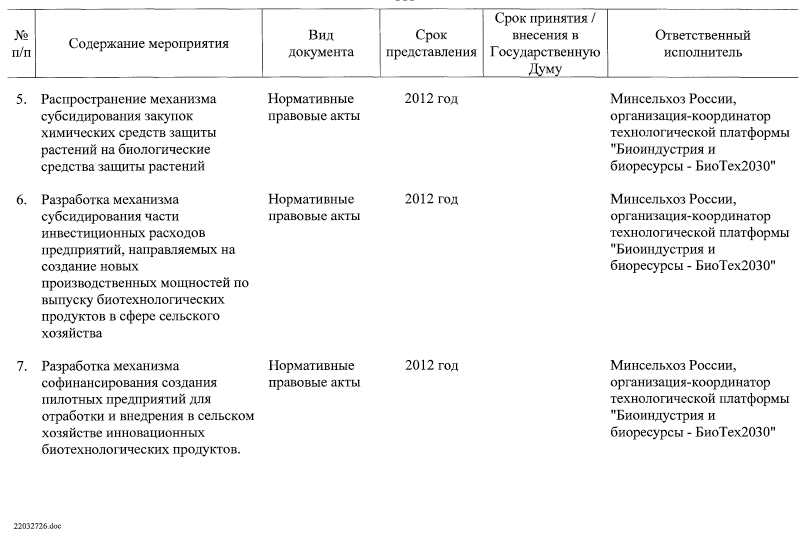 № п/п
Содержание мероприятия
Вид документа
Срок представления
Срок принятия / внесения в Государственную Думу
Ответственный исполнитель
5. Распространение механизма субсидирования закупок химических средств защиты растений на биологические средства защиты растений
Нормативные правовые акты
2012 год
Минсельхоз России, организация-координатор технологической платформы "Биоиндустрия и биоресурсы - БиоТех2030"
6. Разработка механизма субсидирования части инвестиционных расходов предприятий, направляемых на создание новых производственных мощностей по выпуску биотехнологических продуктов в сфере сельского хозяйства
Нормативные правовые акты
2012 год
Минсельхоз России, организация-координатор технологической платформы "Биоиндустрия и биоресурсы - БиоТех2030"
7. Разработка механизма софинансирования создания пилотных предприятий для отработки и внедрения в сельском хозяйстве инновационных биотехнологических продуктов.
Нормативные правовые акты
2012 год
Минсельхоз России, организация-координатор технологической платформы "Биоиндустрия и биоресурсы - БиоТех2030"
22032726.doc